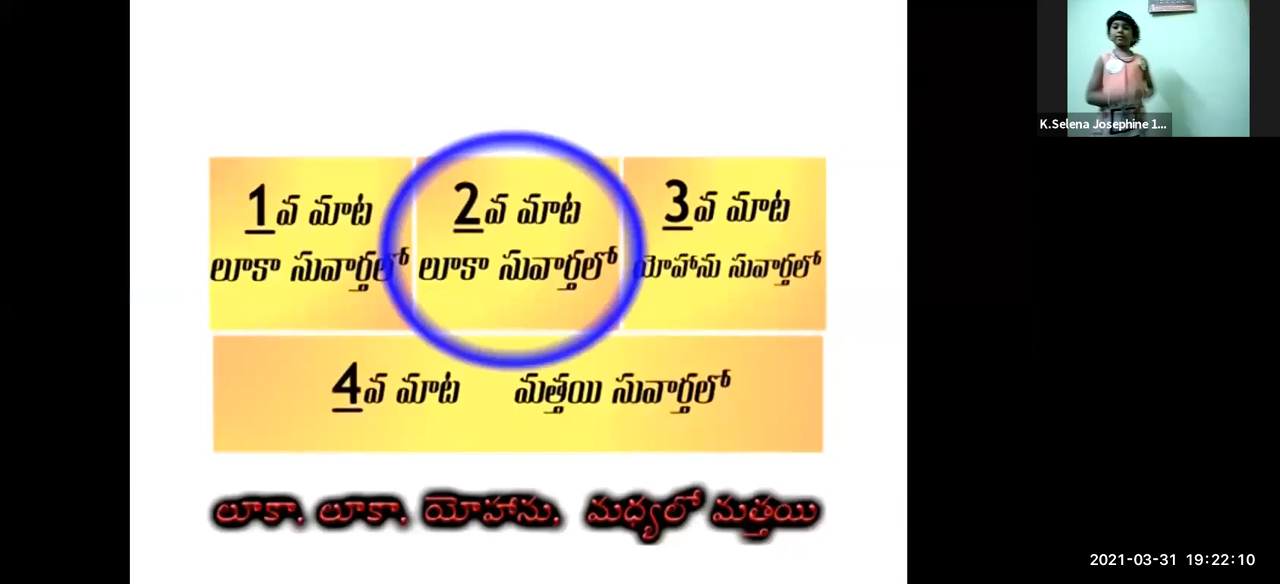 1వ మాట
లూకా సువార్తలో
2వ మాట
లూకా సువార్తలో
3వ మాట
యోహాను సువార్తలో
4వ మాట మత్తయి సువార్తలో
లూకా, లూకా, యోహాను, మధ్యలో మత్తయి
K.Selena Josephine 1...
2021-03-31 19:22:10